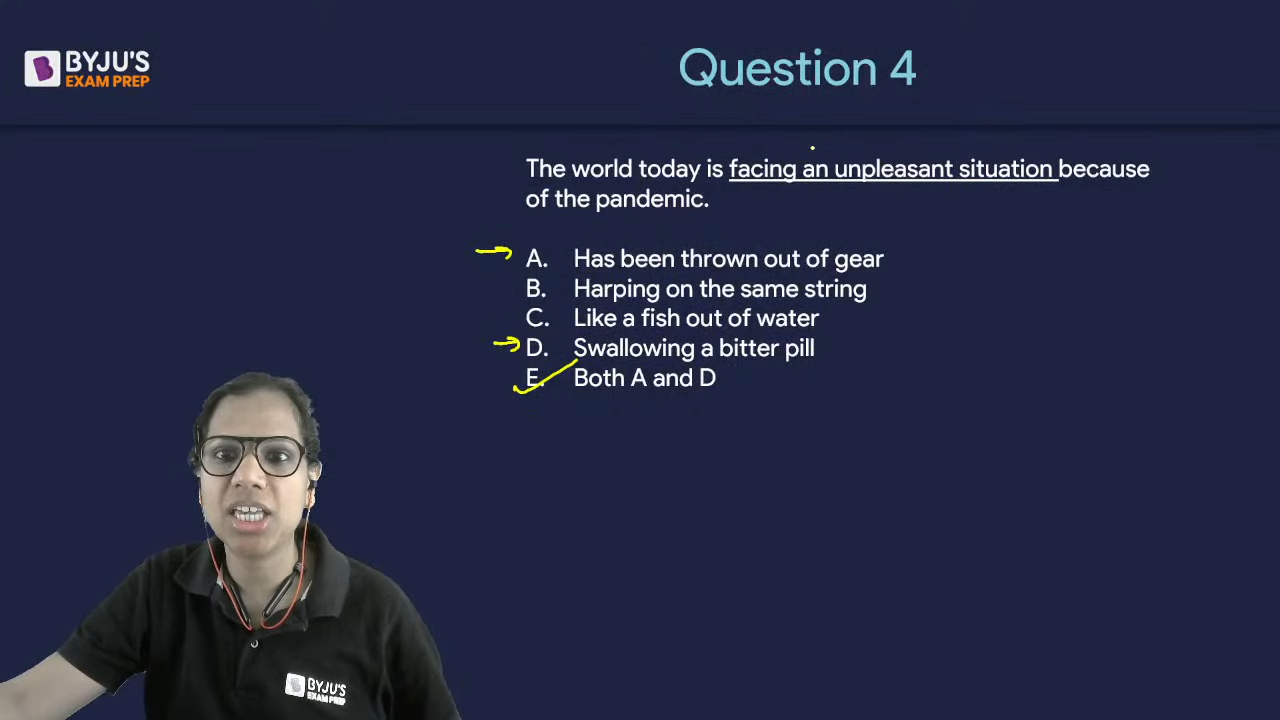 BYJU'S
EXAM PREP
Question 4
The world today is facing an unpleasant situation because
of the pandemic.
A. Has been thrown out of gear
B. Harping on the same string
C. Like a fish out of water
D. Swallowing a bitter pill
E. Both A and D
BYJU'S
EXAM PREP